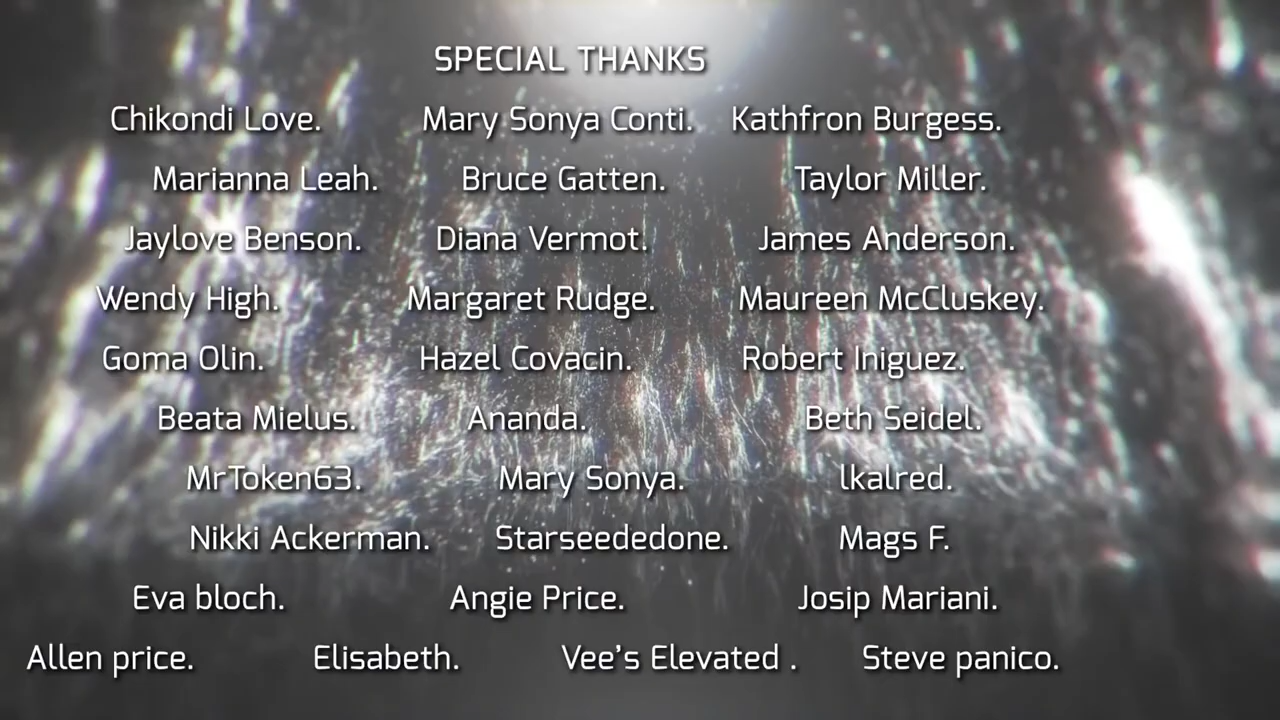 SPECIAL THANKS
Chikondi Love. Mary Sonya Conti. Kathfron Burgess.
Marianna Leah. Bruce Gatten. Taylor Miller.
Jaylove Benson. Diana Vermot. James Anderson.
Wendy High. Margaret Rudge. Maureen McCluskey.
Goma Olin. Hazel Covacin. Robert Iniguez.
Beata Mielus. Ananda. Beth Seidel.
MrToken63. Mary Sonya. lkalred.
Nikki Ackerman. Starseededone. Mags F.
Eva bloch. Angie Price. Josip Mariani.
Allen price. Elisabeth. Vee's Elevated . Steve panico.